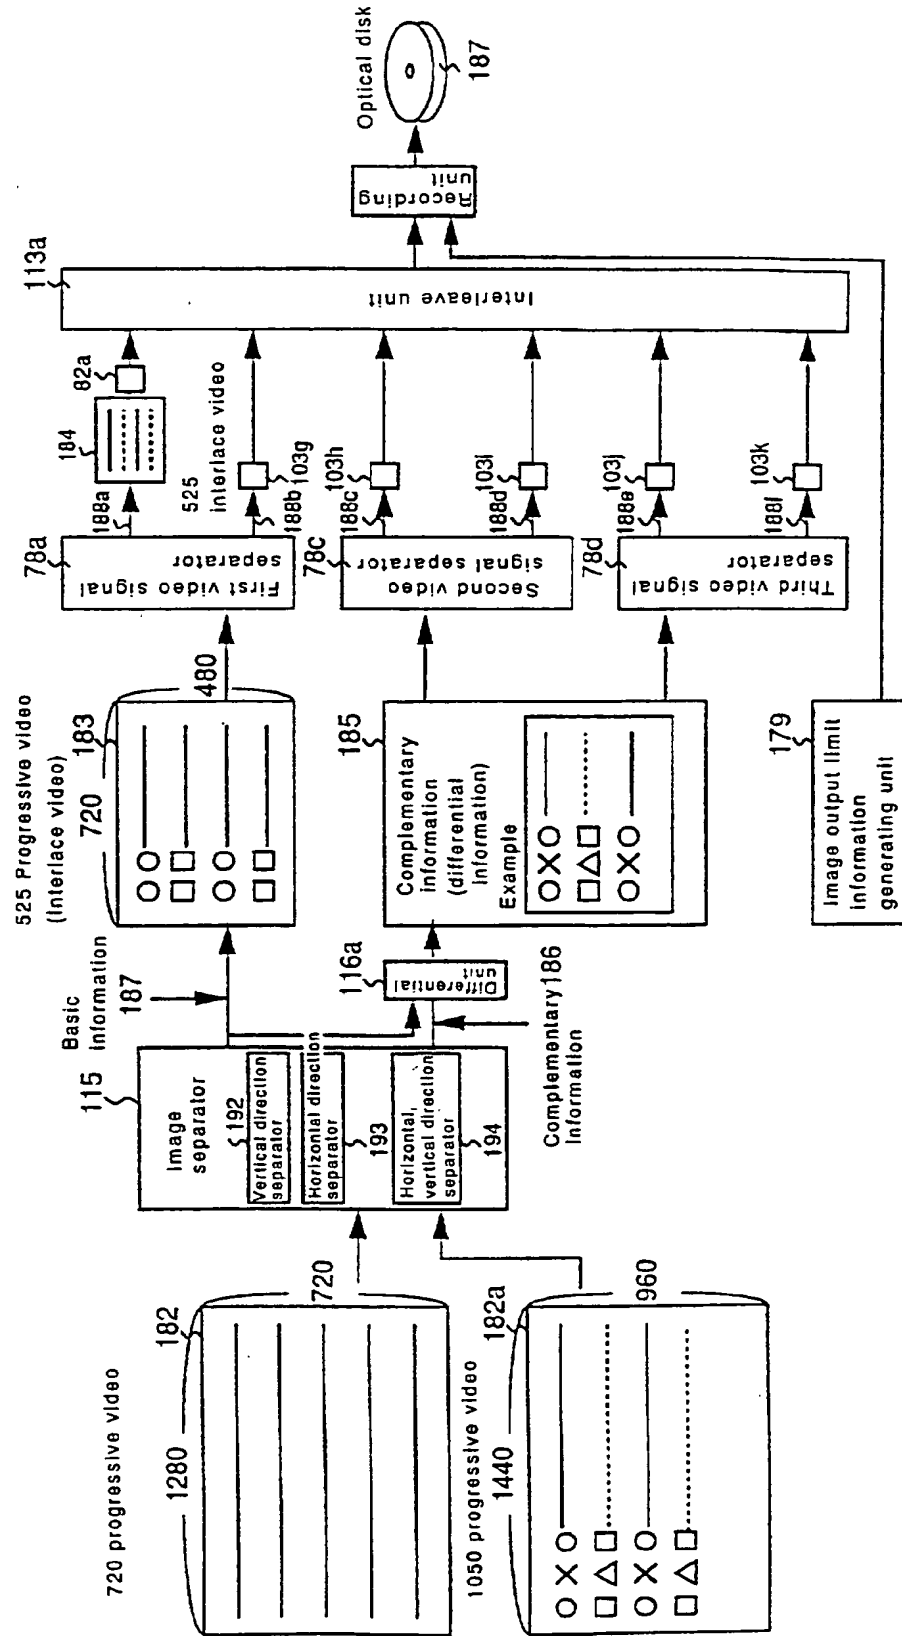 720 progressive video
1280
182
720
1050 progressive video
1440
182a
960
115
Image
separator
192
Vertical direction
separator
Horizontal direction
separator
193
Horizontal,
vertical direction
separator
194
Basic
information
187
116a
Differential
unit
Complementary
information
186
525 Progressive video
(Interlace video)
720
183
480
185
Complementary
information
(differential
information)
Example
179
Image output limit
information
generating unit
78a
First video signal
separator
78c
Second video
signal separator
78d
Third video signal
separator
188a
184
82a
525
interlace video
188b
103g
188c
103h
188d
103i
188e
103j
188f
103k
113a
Interleave unit
Recording
unit
Optical disk
187